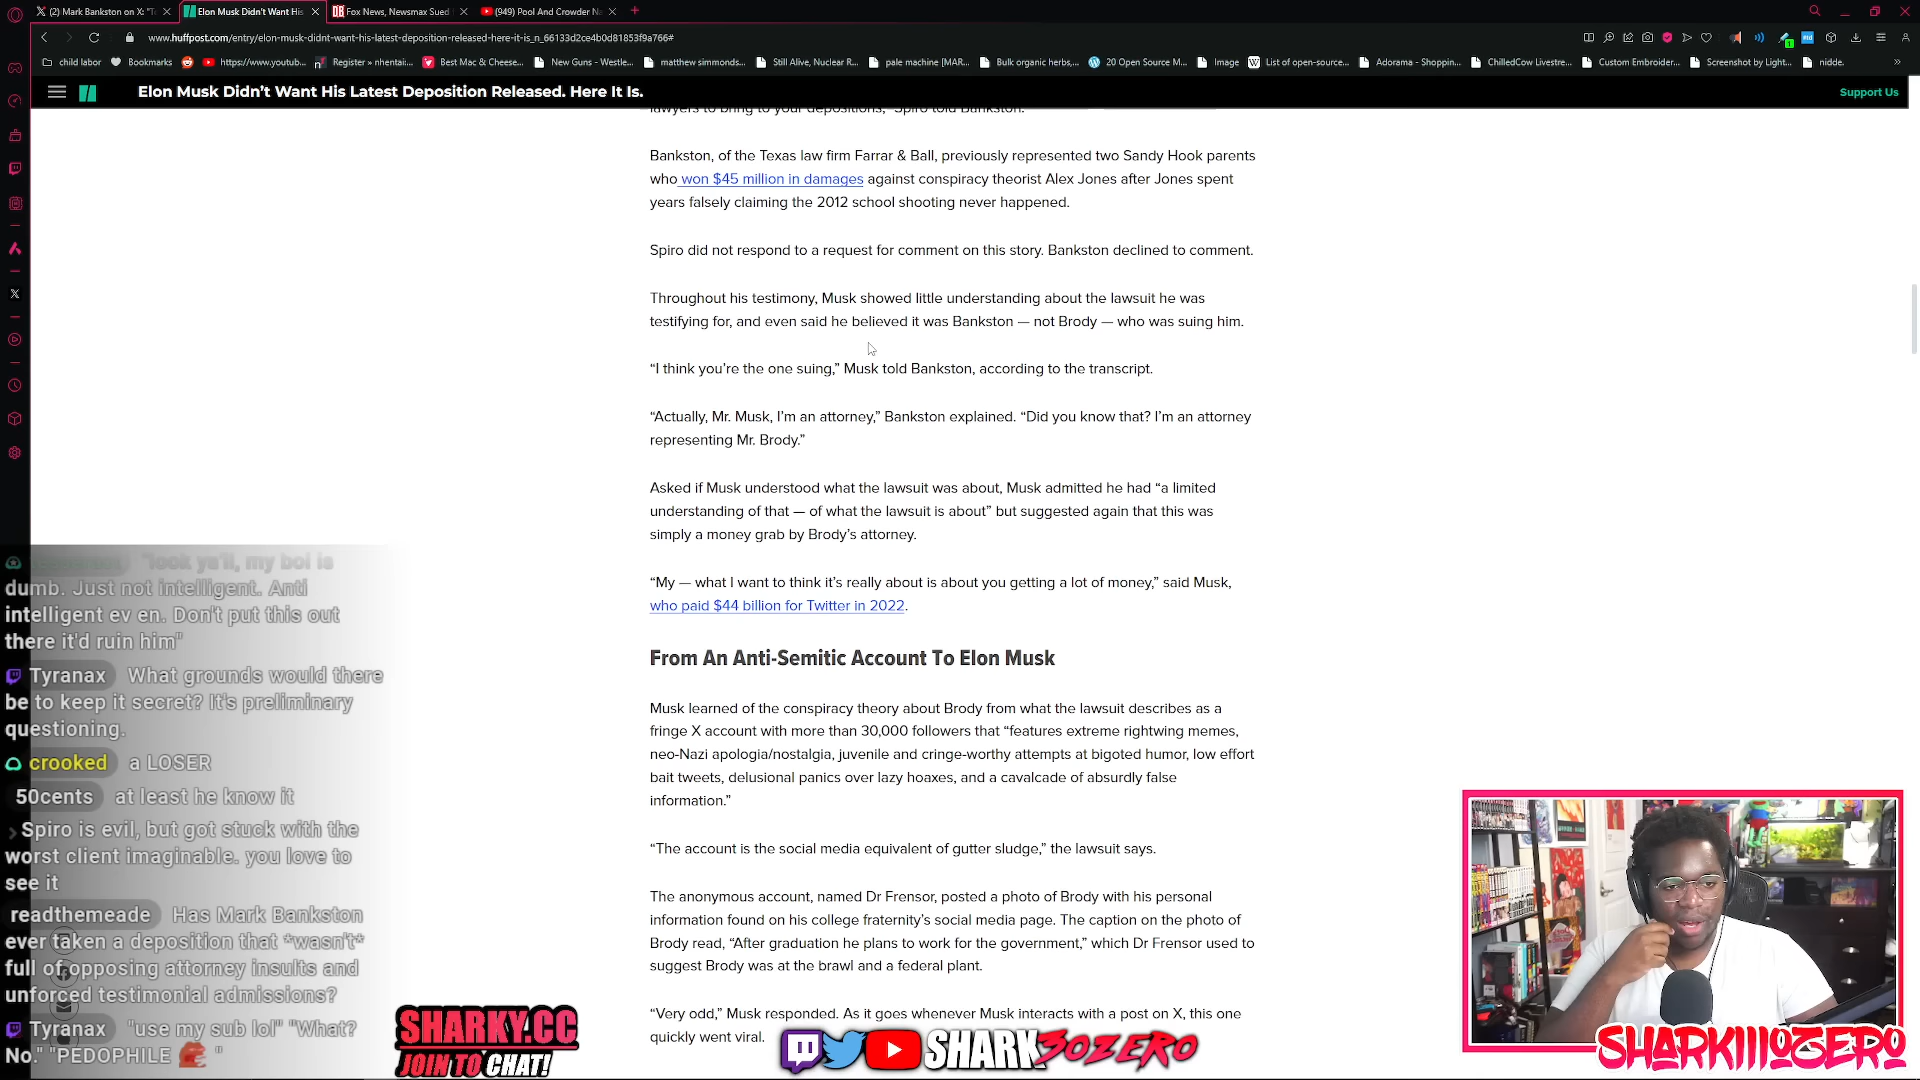 (2) Mark Bankston on X: "T
Elon Musk Didn't Want His
Fox News, Newsmax Sued
(949) Pool And Crowder Na
www.huffpost.com/entry/elon-musk-didnt-want-his-latest-deposition-released-here-it-is_n_66133d2ce4b0d81853f9a766#
child labor
Bookmarks
https://www.youtub...
Register » nhentai...
Best Mac & Cheese...
New Guns - Westle...
matthew simmonds...
Still Alive, Nuclear R...
pale machine [MAR...
Bulk organic herbs,...
20 Open Source M...
Image
List of open-source...
Adorama - Shoppin...
ChilledCow Livestre...
Custom Embroider...
Screenshot by Light...
nidde.
Elon Musk Didn't Want His Latest Deposition Released. Here It Is.
Support Us
lawyers to bring to your depositions," Spiro told Bankston.
Bankston, of the Texas law firm Farrar & Ball, previously represented two Sandy Hook parents
who won $45 million in damages against conspiracy theorist Alex Jones after Jones spent
years falsely claiming the 2012 school shooting never happened.
Spiro did not respond to a request for comment on this story. Bankston declined to comment.
Throughout his testimony, Musk showed little understanding about the lawsuit he was
testifying for, and even said he believed it was Bankston — not Brody — who was suing him.
“I think you’re the one suing,” Musk told Bankston, according to the transcript.
“Actually, Mr. Musk, I’m an attorney,” Bankston explained. “Did you know that? I’m an attorney
representing Mr. Brody.”
Asked if Musk understood what the lawsuit was about, Musk admitted he had “a limited
understanding of that — of what the lawsuit is about” but suggested again that this was
simply a money grab by Brody’s attorney.
“My — what I want to think it’s really about is about you getting a lot of money,” said Musk,
who paid $44 billion for Twitter in 2022.
From An Anti-Semitic Account To Elon Musk
Musk learned of the conspiracy theory about Brody from what the lawsuit describes as a
fringe X account with more than 30,000 followers that “features extreme rightwing memes,
neo-Nazi apologia/nostalgia, juvenile and cringe-worthy attempts at bigoted humor, low effort
bait tweets, delusional panics over lazy hoaxes, and a cavalcade of absurdly false
information.”
“The account is the social media equivalent of gutter sludge,” the lawsuit says.
The anonymous account, named Dr Frensor, posted a photo of Brody with his personal
information found on his college fraternity’s social media page. The caption on the photo of
Brody read, “After graduation he plans to work for the government,” which Dr Frensor used to
suggest Brody was at the brawl and a federal plant.
“Very odd,” Musk responded. As it goes whenever Musk interacts with a post on X, this one
quickly went viral.
"look ya'll, my boi is
dumb. Just not intelligent. Anti
intelligent ev en. Don't put this out
there it'd ruin him"
Tyranax What grounds would there
be to keep it secret? It's preliminary
questioning.
crooked a LOSER
50cents at least he know it
Spiro is evil, but got stuck with the
worst client imaginable. you love to
see it
readthemeade Has Mark Bankston
ever taken a deposition that *wasn't*
full of opposing attorney insults and
unforced testimonial admissions?
Tyranax "use my sub lol" "What?
No." "PEDOPHILE "
SHARKY.CC
JOIN TO CHAT!
SHARK3OZERO
SHARKIIIOZERO